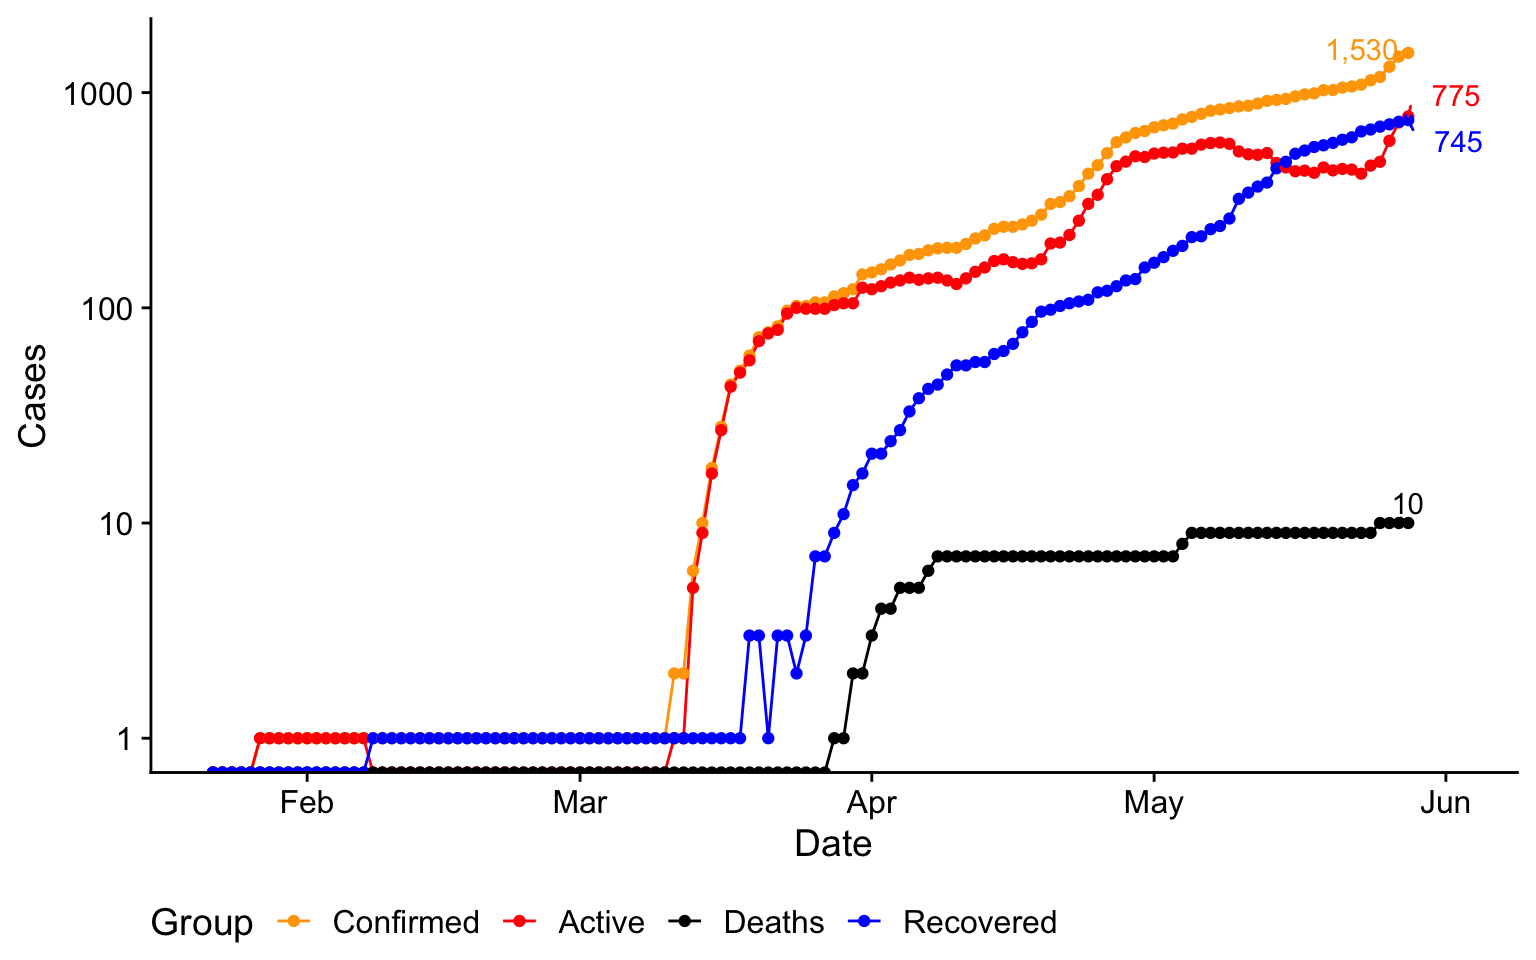 1,530
1000
775
745
100
Cases
10
10
1
Feb Mar Apr May Jun
Date
Group Confirmed Active Deaths Recovered